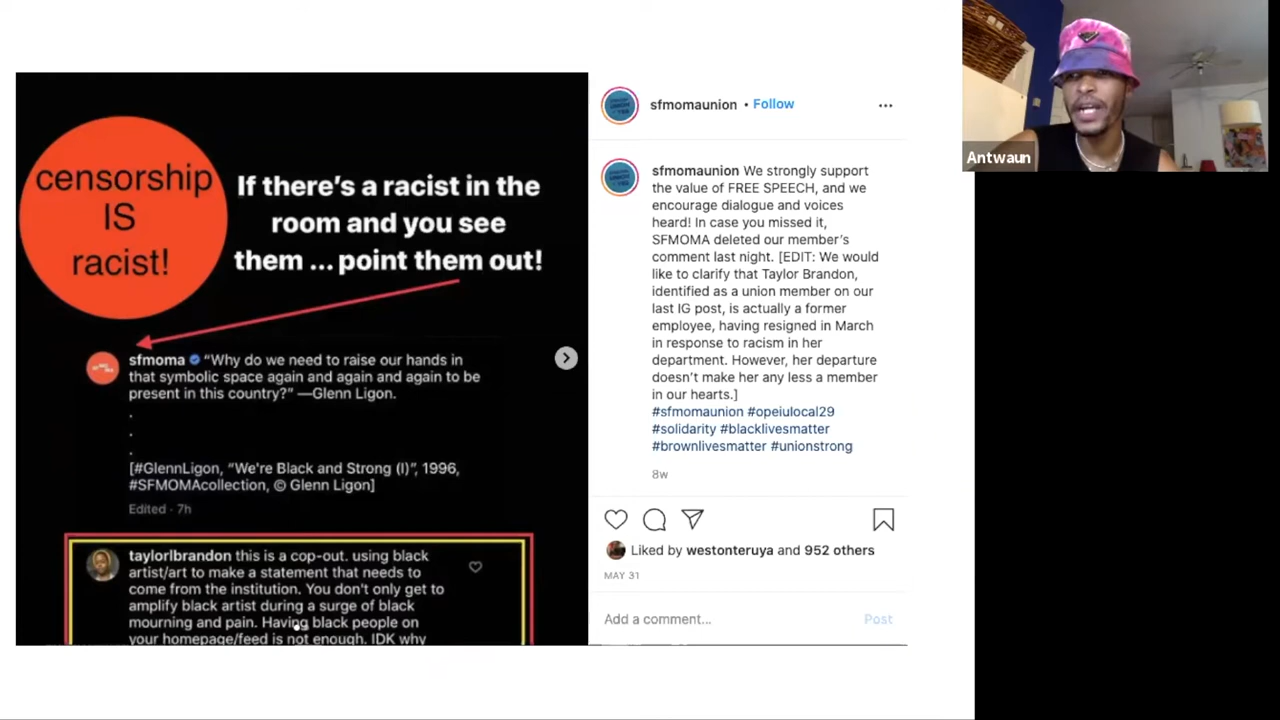 censorship
IS
racist!
If there's a racist in the
room and you see
them ... point them out!
sfmoma "Why do we need to raise our hands in
that symbolic space again and again and again to be
present in this country?" —Glenn Ligon.
.
.
.
[#GlennLigon, "We're Black and Strong (I)", 1996,
#SFMOMAcollection, © Glenn Ligon]
Edited · 7h
taylorlbrandon this is a cop-out. using black
artist/art to make a statement that needs to
come from the institution. You don't only get to
amplify black artist during a surge of black
mourning and pain. Having black people on
your homepage/feed is not enough. IDK why
sfmomaunion • Follow
sfmomaunion We strongly support
the value of FREE SPEECH, and we
encourage dialogue and voices
heard! In case you missed it,
SFMOMA deleted our member's
comment last night. [EDIT: We would
like to clarify that Taylor Brandon,
identified as a union member on our
last IG post, is actually a former
employee, having resigned in March
in response to racism in her
department. However, her departure
doesn't make her any less a member
in our hearts.]
#sfmomaunion #opeiulocal29
#solidarity #blacklivesmatter
#brownlivesmatter #unionstrong
8w
Liked by westonteruya and 952 others
MAY 31
Add a comment... Post
Antwaun